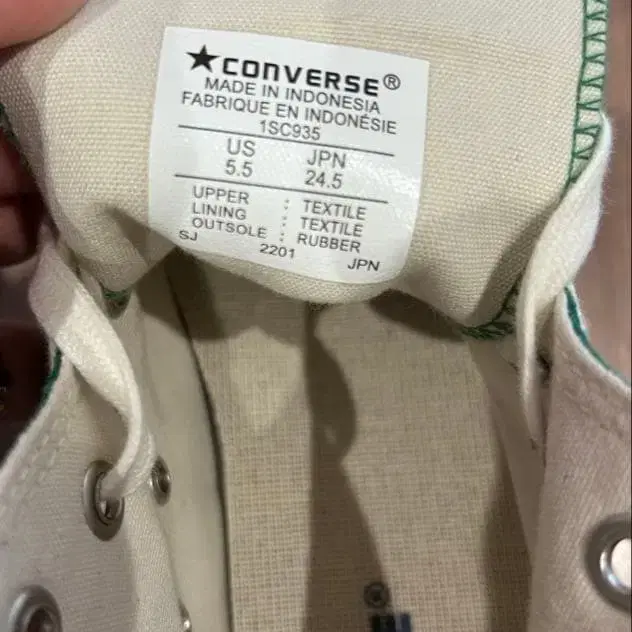 ★CONVERSE®
MADE IN INDONESIA
FABRIQUE EN INDONÉSIE
1SC935
US JPN
5.5 24.5
UPPER : TEXTILE
LINING : TEXTILE
OUTSOLE : RUBBER
SJ 2201 JPN
®